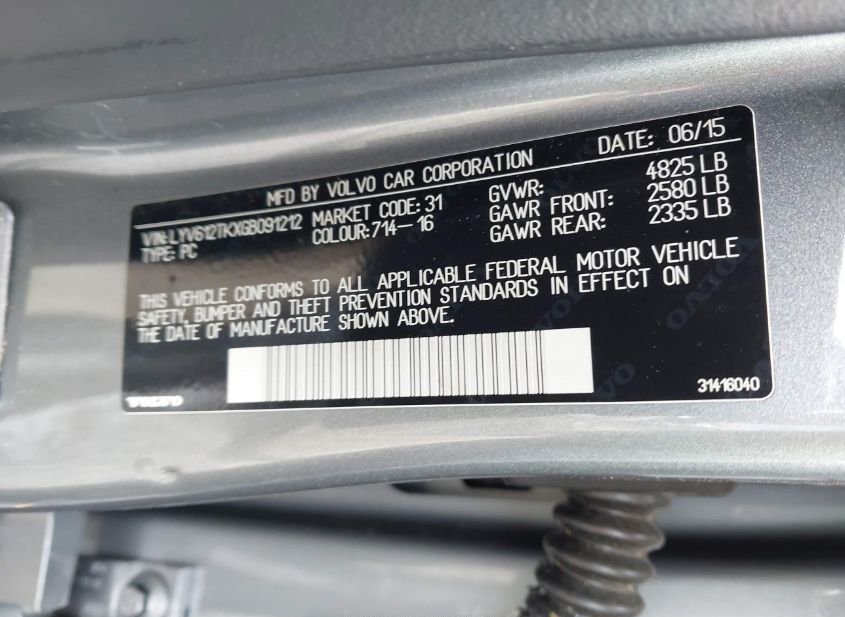 MFD BY VOLVO CAR CORPORATION DATE: 06/15
VIN:LYV612TKXGB091212 MARKET CODE: 31 GVWR: 4825 LB
TYPE: PC COLOUR:714-16 GAWR FRONT: 2580 LB
GAWR REAR: 2335 LB
THIS VEHICLE CONFORMS TO ALL APPLICABLE FEDERAL MOTOR VEHICLE
SAFETY, BUMPER AND THEFT PREVENTION STANDARDS IN EFFECT ON
THE DATE OF MANUFACTURE SHOWN ABOVE.
VOLVO
31416040
VOLVO